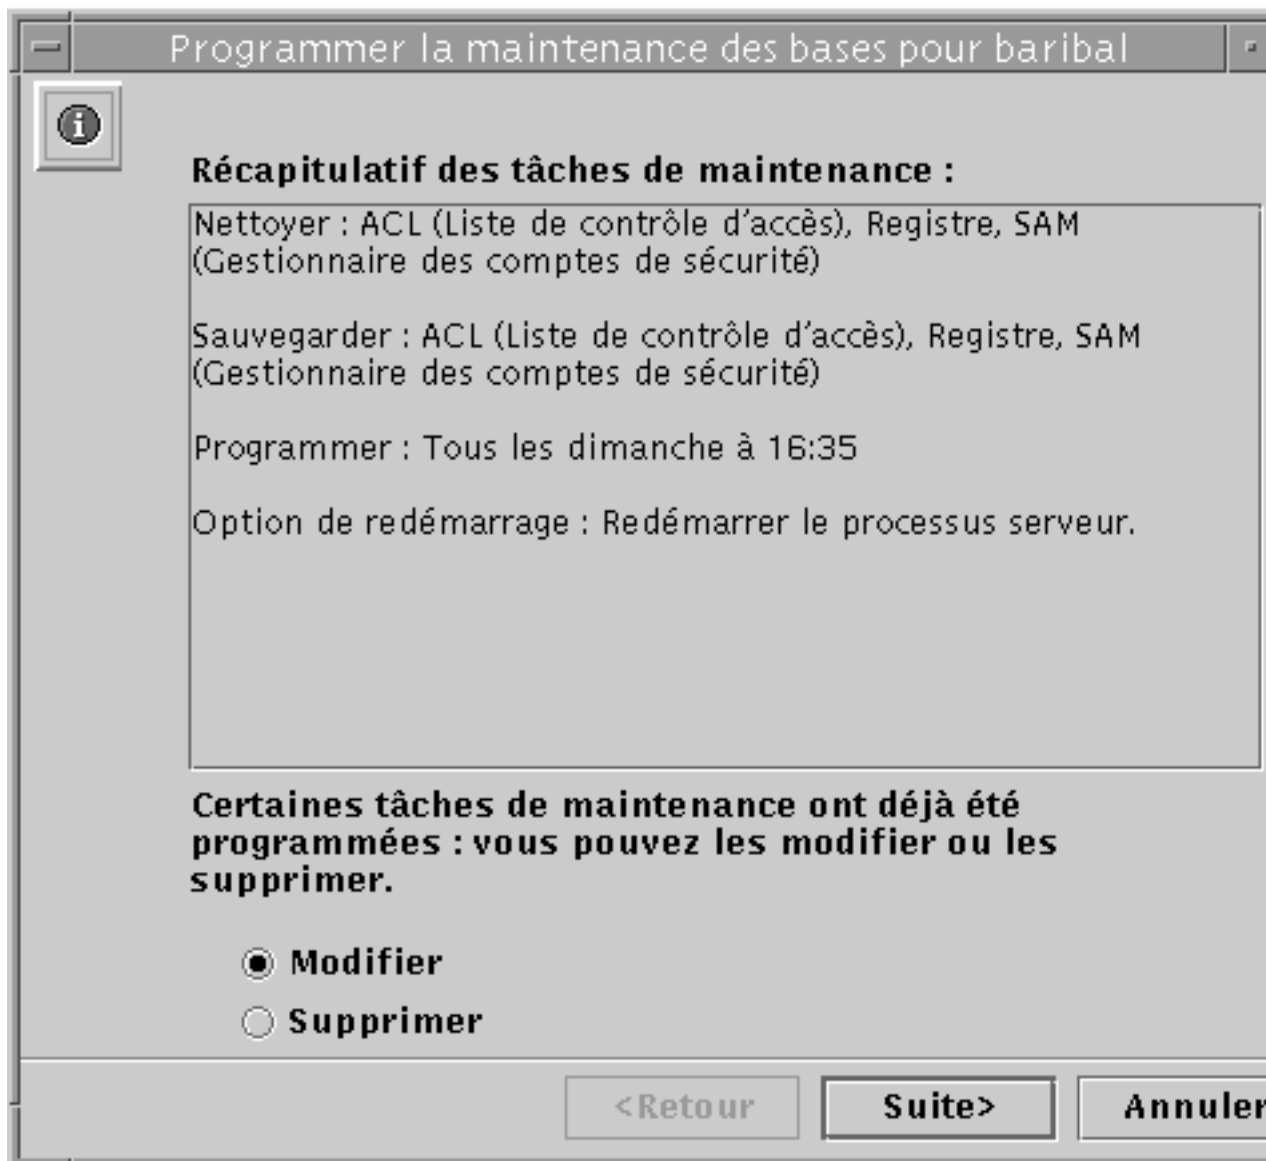 Programmer la maintenance des bases pour baribal
Récapitulatif des tâches de maintenance :
Nettoyer : ACL (Liste de contrôle d'accès), Registre, SAM
(Gestionnaire des comptes de sécurité)
Sauvegarder : ACL (Liste de contrôle d'accès), Registre, SAM
(Gestionnaire des comptes de sécurité)
Programmer : Tous les dimanche à 16:35
Option de redémarrage : Redémarrer le processus serveur.
Certaines tâches de maintenance ont déjà été
programmées : vous pouvez les modifier ou les
supprimer.
Modifier
Supprimer
<Retour Suite> Annuler